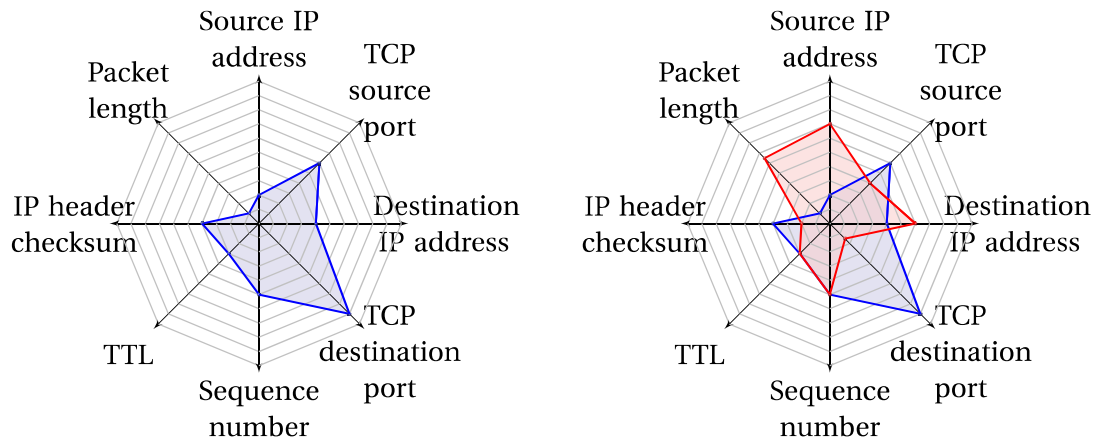 Source IP
address
TCP
source
port
Packet
length
IP header
checksum
Destination
IP address
TTL
TCP
destination
port
Sequence
number
Source IP
address
TCP
source
port
Packet
length
IP header
checksum
Destination
IP address
TTL
TCP
destination
port
Sequence
number